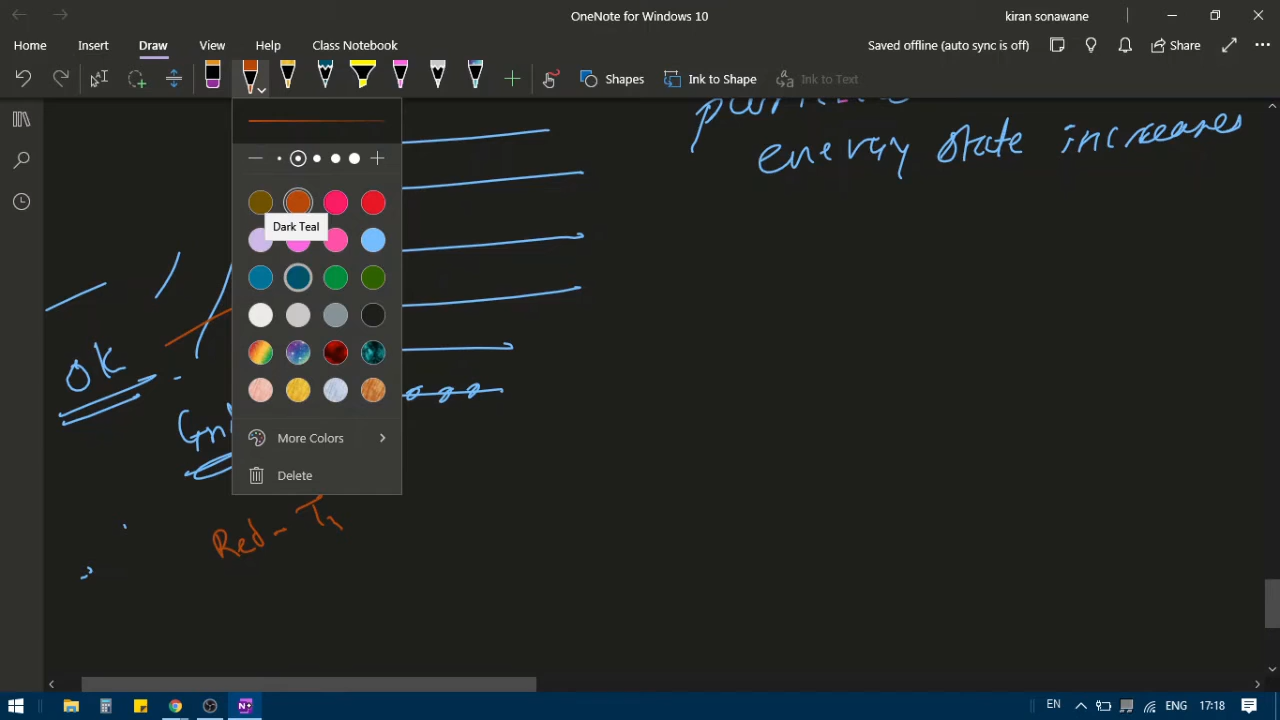 OneNote for Windows 10
kiran sonawane
Home Insert Draw View Help Class Notebook
Saved offline (auto sync is off) Share
Shapes Ink to Shape Ink to Text
energy state increases
Dark Teal
OK
More Colors
Delete
Red - T1
EN ENG 17:18